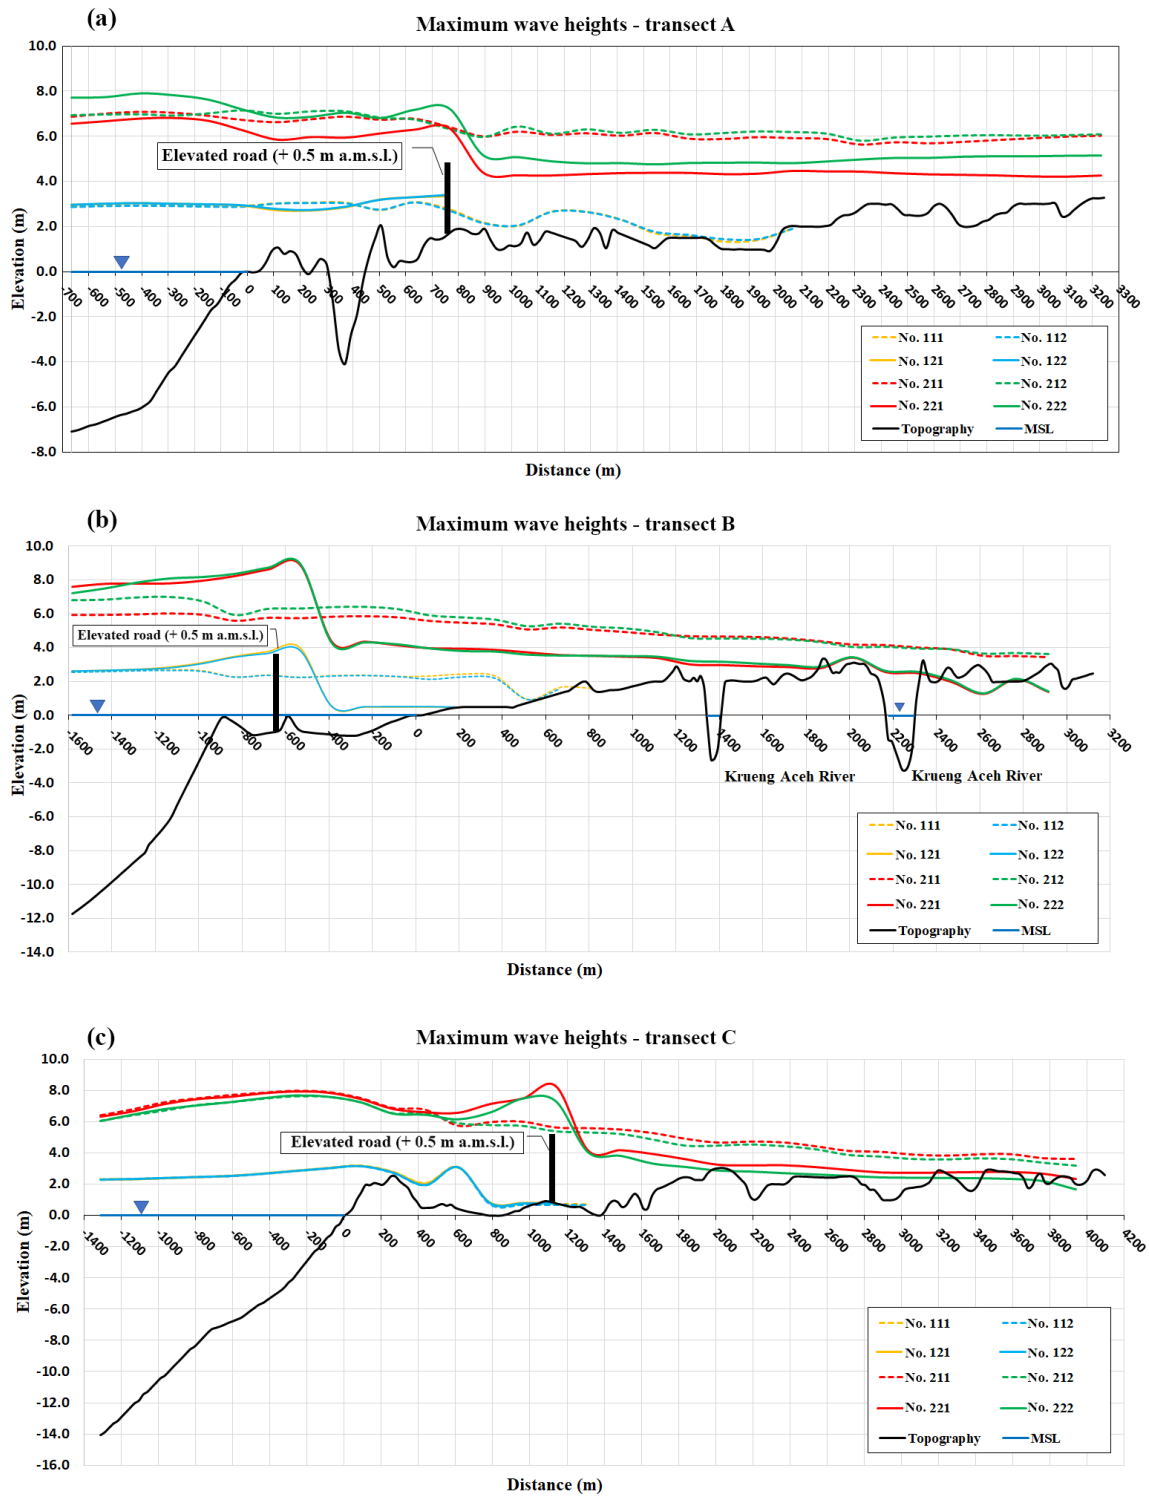 (a)
Maximum wave heights - transect A
10.0
8.0
6.0
4.0
2.0
0.0
-2.0
-4.0
-6.0
-8.0
Elevation (m)
Elevated road (+ 0.5 m a.m.s.l.)
-700 -600 -500 -400 -300 -200 -100 0 100 200 300 400 500 600 700 800 900 1000 1100 1200 1300 1400 1500 1600 1700 1800 1900 2000 2100 2200 2300 2400 2500 2600 2700 2800 2900 3000 3100 3200 3300
No. 111 No. 112
No. 121 No. 122
No. 211 No. 212
No. 221 No. 222
Topography MSL
Distance (m)
(b)
Maximum wave heights - transect B
10.0
8.0
6.0
4.0
2.0
0.0
-2.0
-4.0
-6.0
-8.0
-10.0
-12.0
-14.0
Elevation (m)
Elevated road (+ 0.5 m a.m.s.l.)
-1600 -1400 -1200 -1000 -800 -600 -400 -200 0 200 400 600 800 1000 1200 1400 1600 1800 2000 2200 2400 2600 2800 3000 3200
Krueng Aceh River
Krueng Aceh River
No. 111 No. 112
No. 121 No. 122
No. 211 No. 212
No. 221 No. 222
Topography MSL
Distance (m)
(c)
Maximum wave heights - transect C
10.0
8.0
6.0
4.0
2.0
0.0
-2.0
-4.0
-6.0
-8.0
-10.0
-12.0
-14.0
-16.0
Elevation (m)
Elevated road (+ 0.5 m a.m.s.l.)
-1400 -1200 -1000 -800 -600 -400 -200 0 200 400 600 800 1000 1200 1400 1600 1800 2000 2200 2400 2600 2800 3000 3200 3400 3600 3800 4000 4200
No. 111 No. 112
No. 121 No. 122
No. 211 No. 212
No. 221 No. 222
Topography MSL
Distance (m)